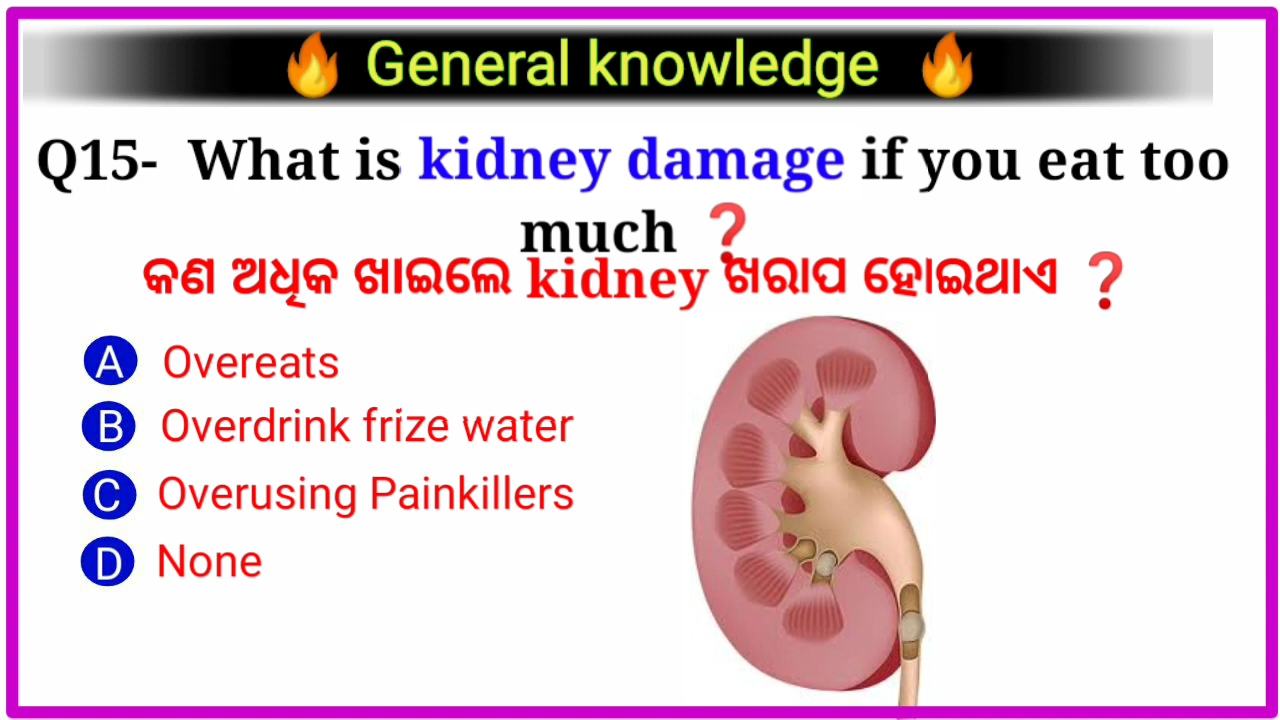 🔥 General knowledge 🔥
Q15- What is kidney damage if you eat too
much ❓
କଣ ଅଧିକ ଖାଇଲେ kidney ଖରାପ ହୋଇଥାଏ ❓
A Overeats
B Overdrink frize water
C Overusing Painkillers
D None